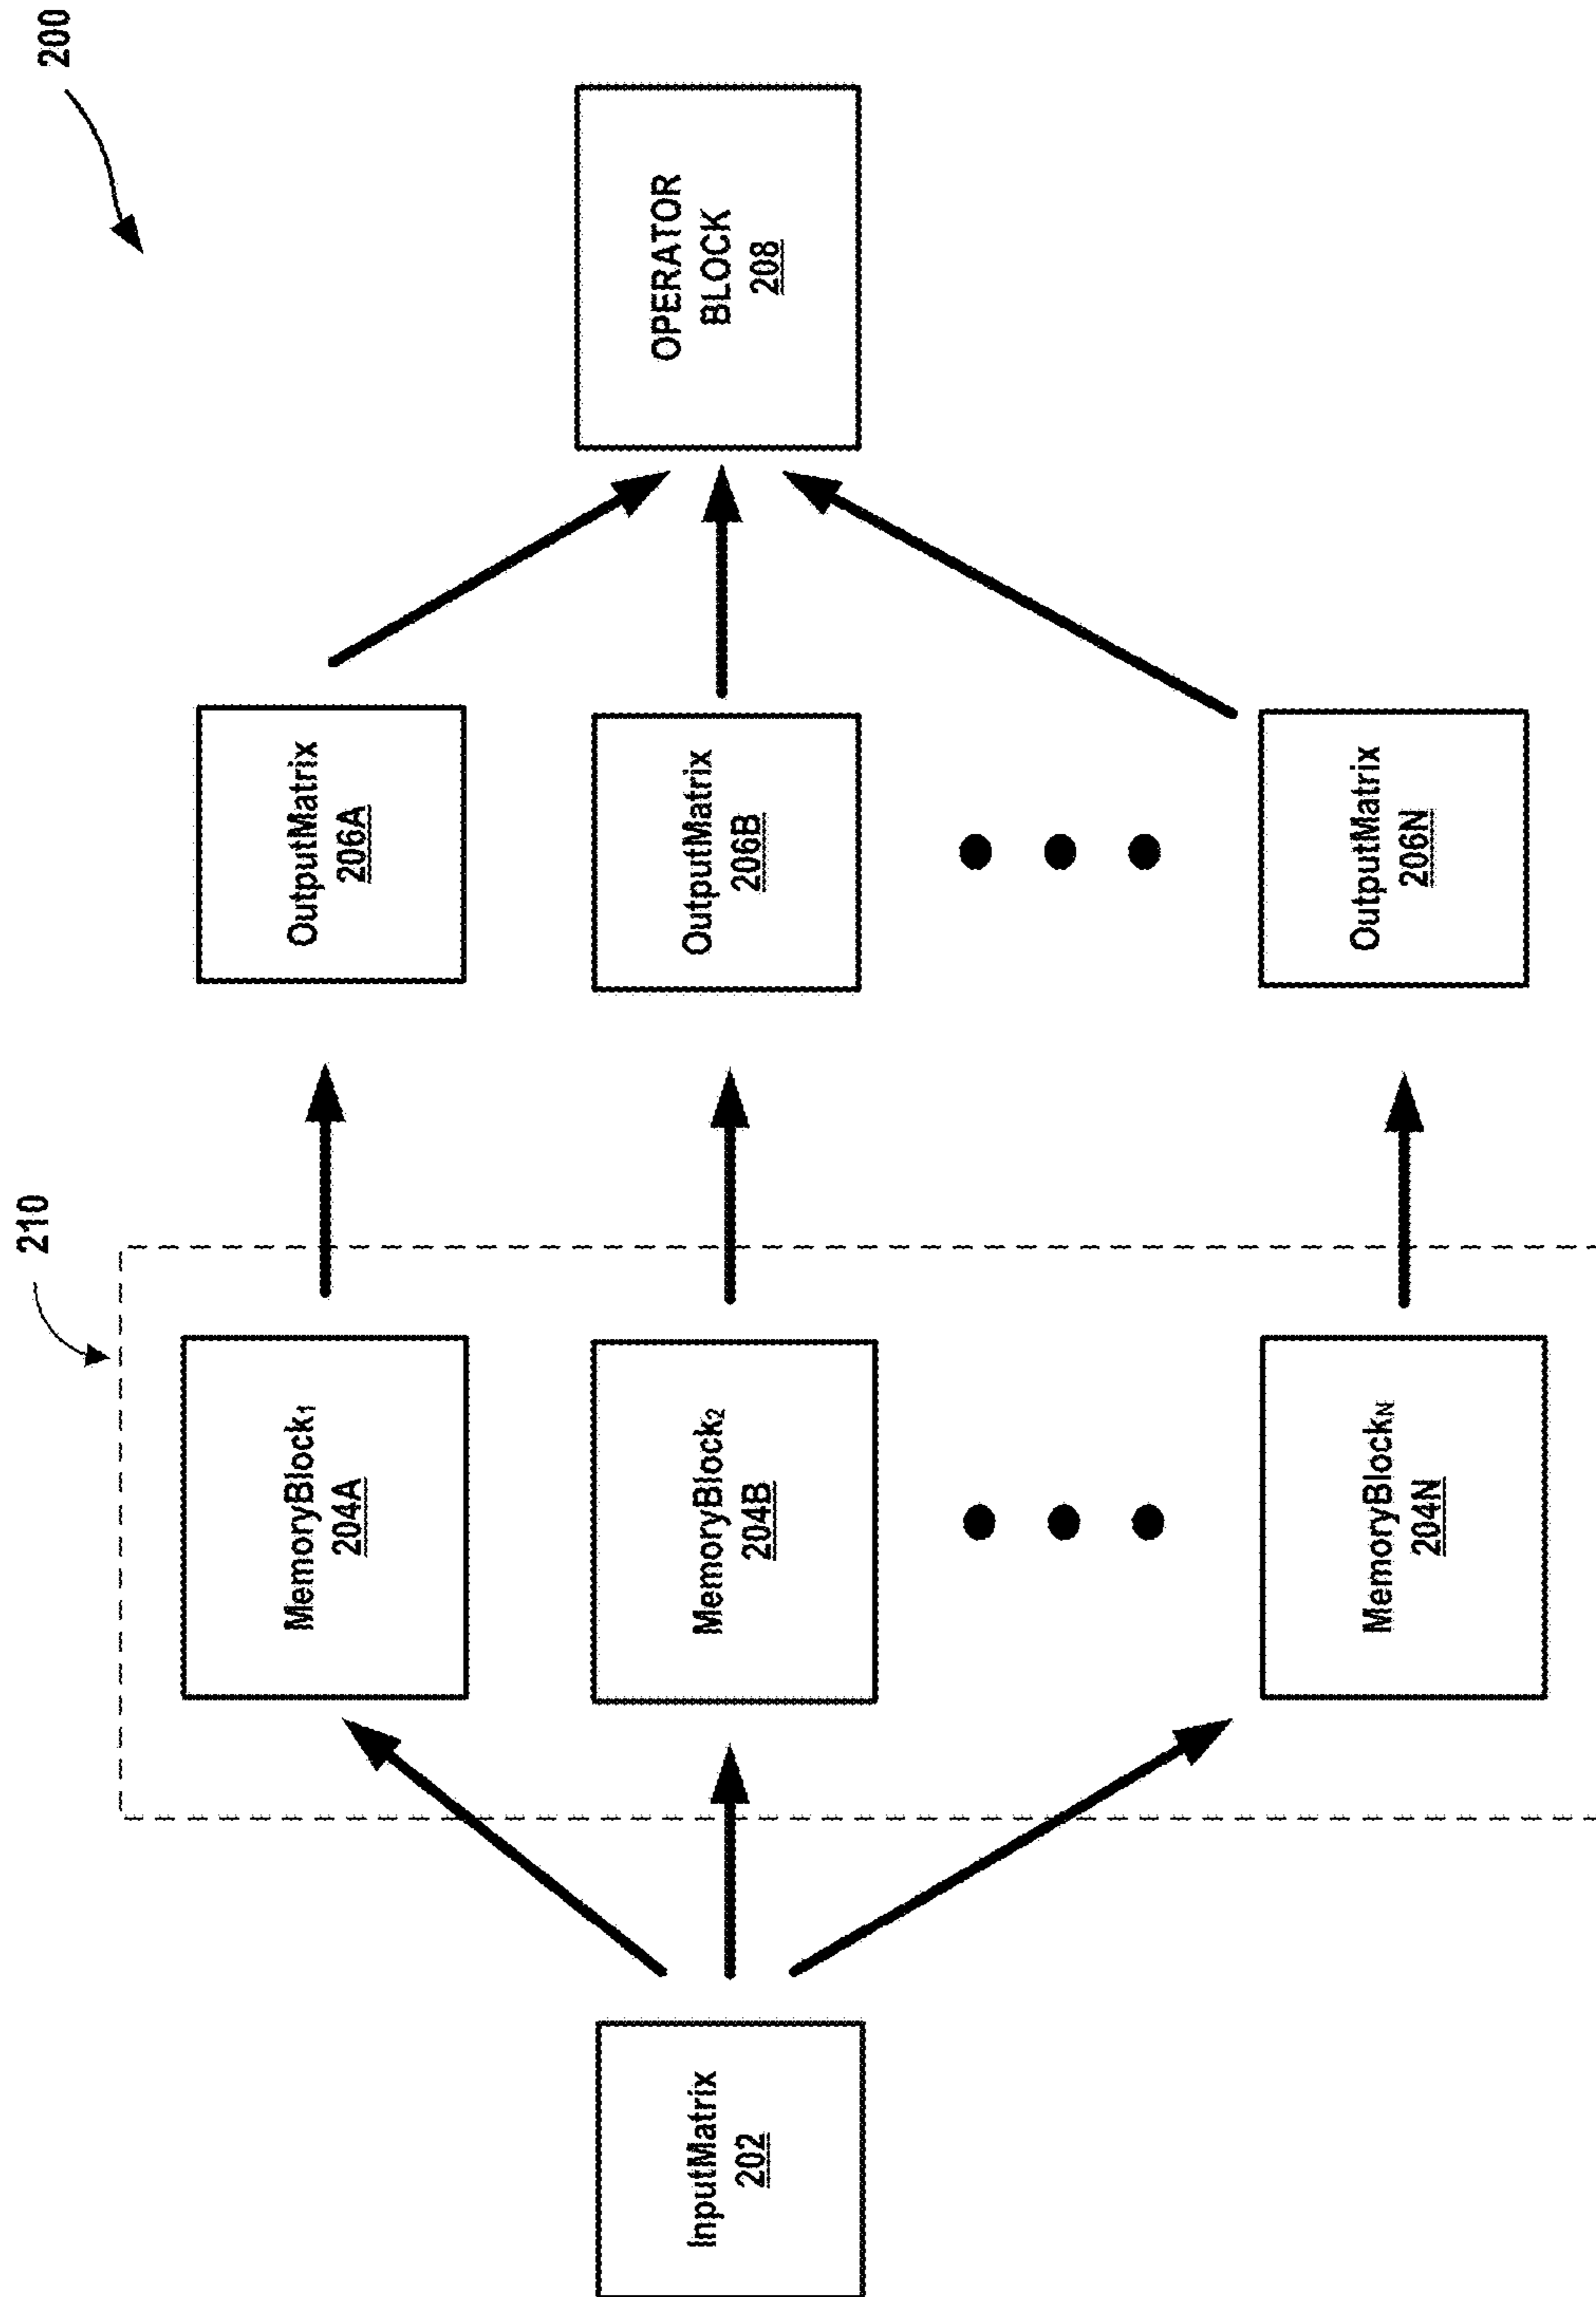 200
210
InputMatrix
202
MemoryBlock₁
204A
MemoryBlock₂
204B
MemoryBlockN
204N
OutputMatrix
206A
OutputMatrix
206B
OutputMatrix
206N
OPERATOR
BLOCK
208